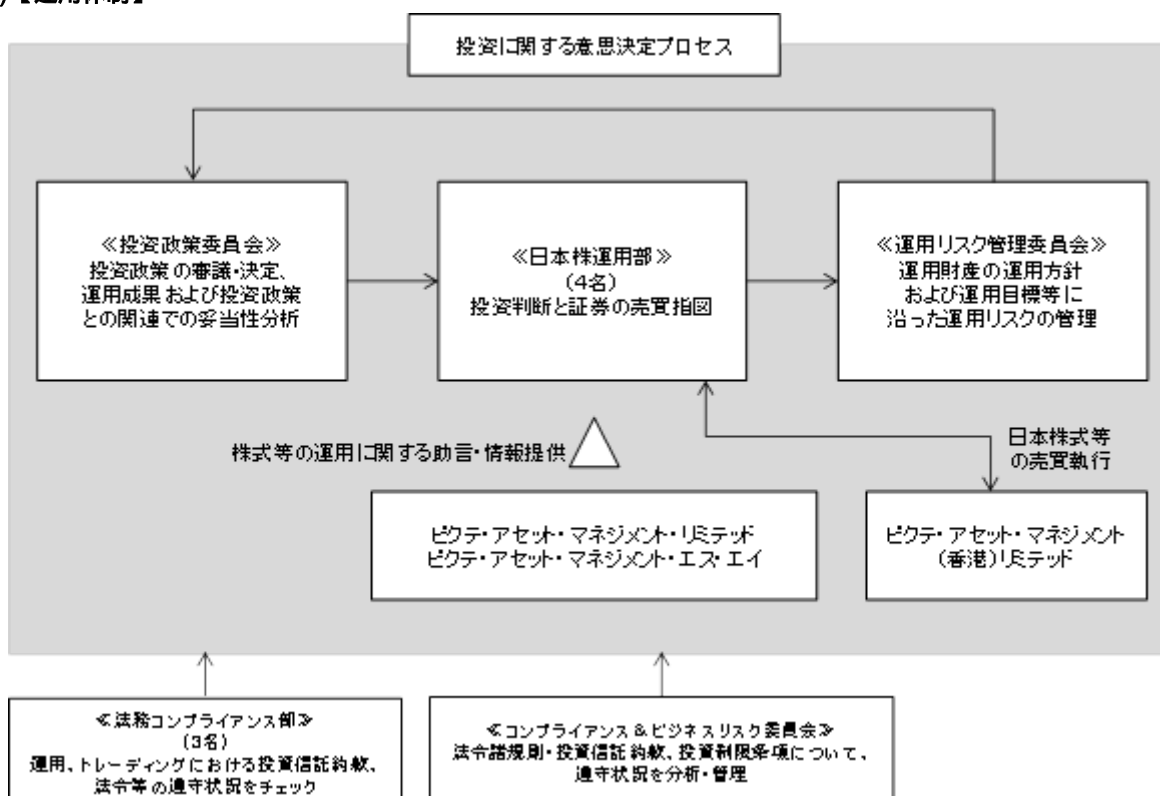 投資に関する意思決定プロセス
≪投資政策委員会≫
投資政策の審議・決定、
運用成果および投資政策
との関連での妥当性分析
≪日本株運用部≫
(4名)
投資判断と証券の売買指図
≪運用リスク管理委員会≫
運用財産の運用方針
および運用目標等に
沿った運用リスクの管理
株式等の運用に関する助言・情報提供
日本株式等
の売買執行
ピクテ・アセット・マネジメント・リミテッド
ピクテ・アセット・マネジメント・エス・エイ
ピクテ・アセット・マネジメント
(香港)リミテッド
≪法務コンプライアンス部≫
(3名)
運用、トレーディングにおける投資信託約款、
法令等の遵守状況をチェック
≪コンプライアンス&ビジネスリスク委員会≫
法令諸規則・投資信託約款、投資制限条項について、
遵守状況を分析・管理